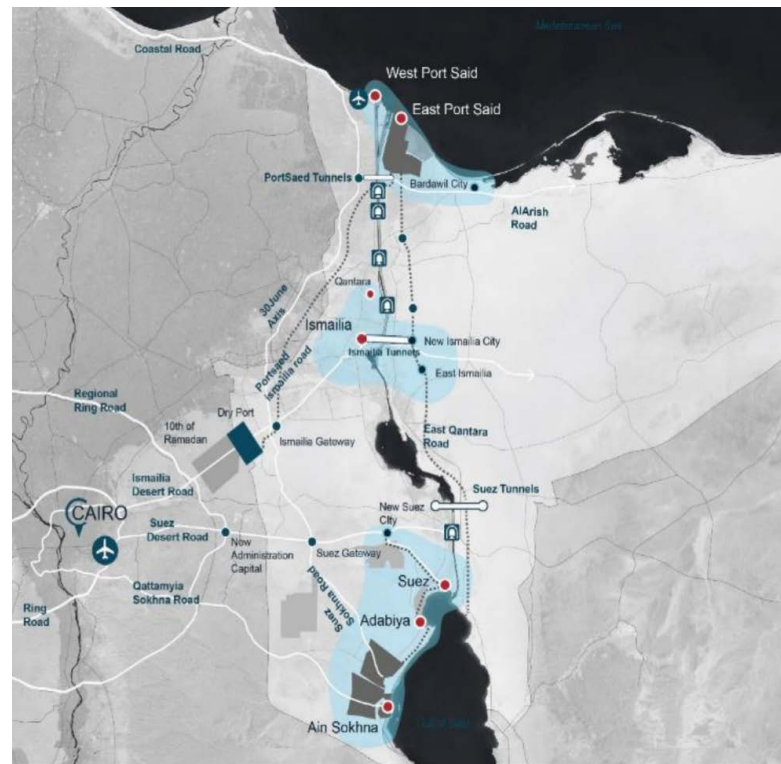 Mediterranean Sea
Coastal Road
West Port Said
East Port Said
PortSaed Tunnels
Bardawil City
AlArish
Road
30June
Axis
Qantara
Ismailia
New Ismailia City
Ismailia Tunnels
East Ismailia
Portsaed
Ismailia road
Regional
Ring Road
Dry Port
10th of
Ramadan
Ismailia Gateway
East Qantara
Road
Ismailia
Desert Road
Suez Tunnels
CAIRO
Suez
Desert Road
New Suez
City
New
Administration
Capital
Suez Gateway
Suez
Sokhna Road
Suez
Qattamyia
Sokhna Road
Ring
Road
Adabiya
Ain Sokhna